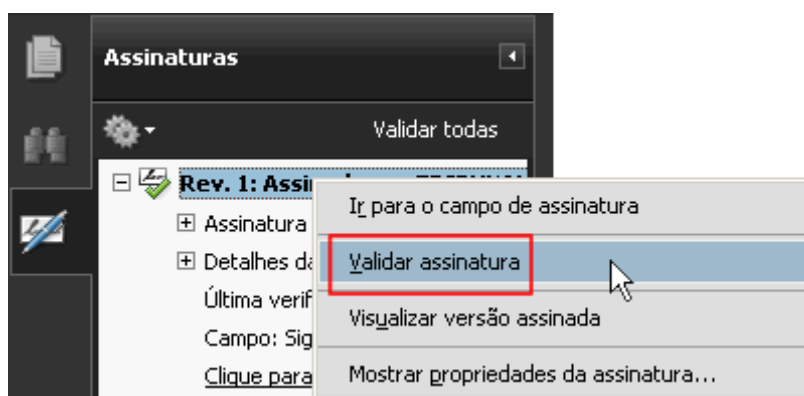 Assinaturas
Validar todas
Rev. 1: Assi
Ir para o campo de assinatura
Assinatura
Validar assinatura
Detalhes da
Última verif
Visualizar versão assinada
Campo: Sig
Mostrar propriedades da assinatura...
Clique para